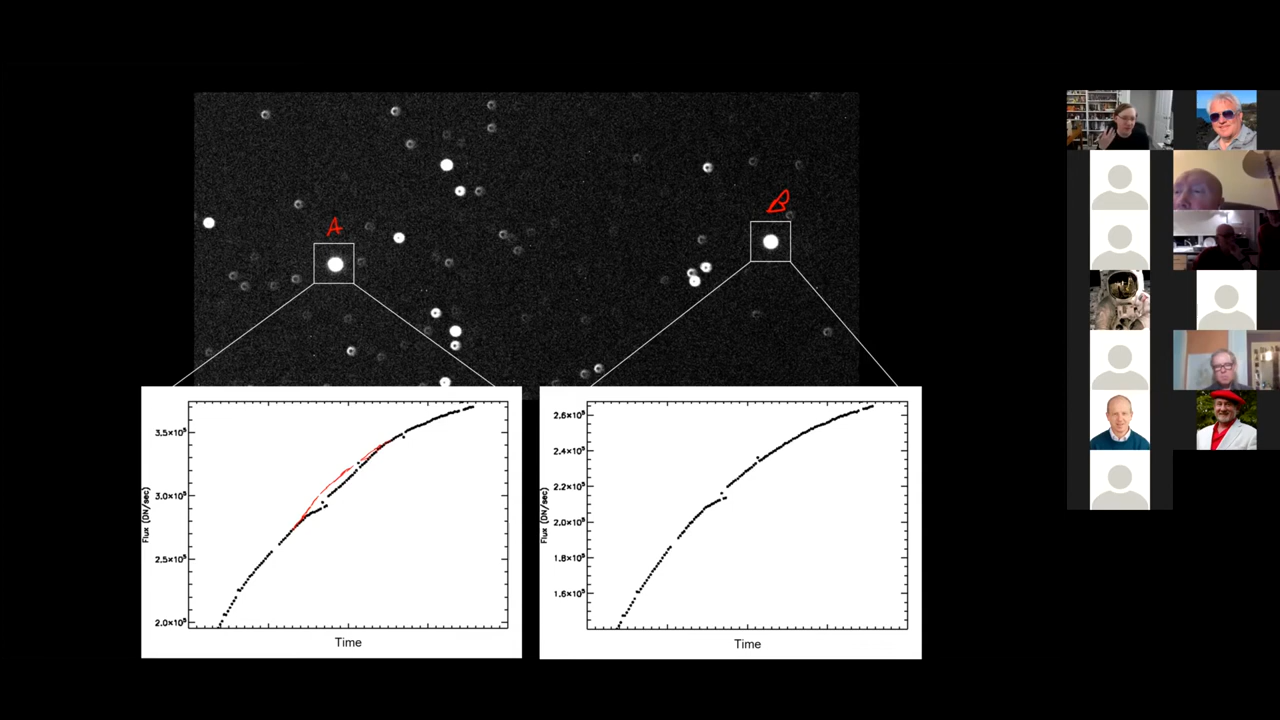 A
B
3.5×10⁵
3.0×10⁵
2.5×10⁵
2.0×10⁵
Flux (DN/sec)
Time
2.6×10⁵
2.4×10⁵
2.2×10⁵
2.0×10⁵
1.8×10⁵
1.6×10⁵
Flux (DN/sec)
Time